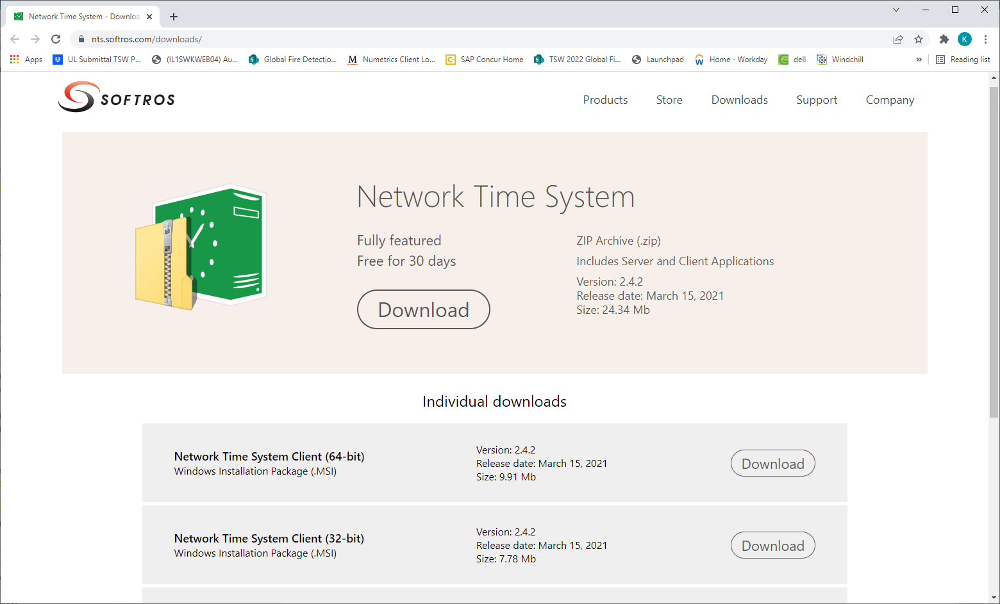 Network Time System - Downloa
nts.softros.com/downloads/
K
Apps
UL Submittal TSW P...
(IL1SWKWEB04) Au...
Global Fire Detectio...
M Numetrics Client Lo...
SAP Concur Home
TSW 2022 Global Fi...
Launchpad
Home - Workday
dell
Windchill
»
Reading list
SOFTROS
Products
Store
Downloads
Support
Company
Network Time System
Fully featured
Free for 30 days
Download
ZIP Archive (.zip)
Includes Server and Client Applications
Version: 2.4.2
Release date: March 15, 2021
Size: 24.34 Mb
Individual downloads
Network Time System Client (64-bit)
Windows Installation Package (.MSI)
Version: 2.4.2
Release date: March 15, 2021
Size: 9.91 Mb
Download
Network Time System Client (32-bit)
Windows Installation Package (.MSI)
Version: 2.4.2
Release date: March 15, 2021
Size: 7.78 Mb
Download